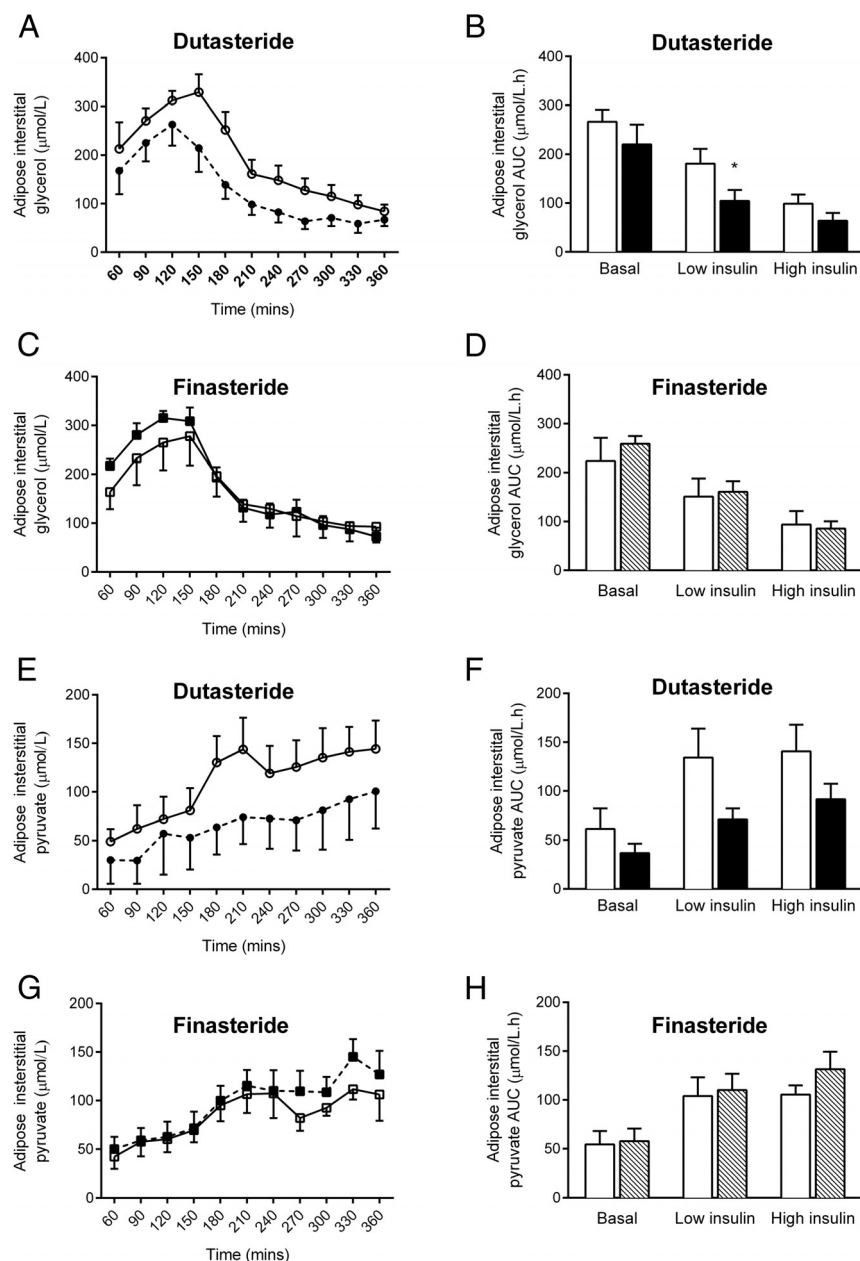 A
Dutasteride
Adipose interstital
glycerol (μmol/L)
400
300
200
100
0
60
90
120
150
180
210
240
270
300
330
360
Time (mins)
B
Dutasteride
Adipose interstital
glycerol AUC (μmol/L.h)
400
300
200
100
0
*
Basal
Low insulin
High insulin
C
Finasteride
Adipose interstital
glycerol (μmol/L)
400
300
200
100
0
60
90
120
150
180
210
240
270
300
330
360
Time (mins)
D
Finasteride
Adipose interstital
glycerol AUC (μmol/L.h)
400
300
200
100
0
Basal
Low insulin
High insulin
E
Dutasteride
Adipose insterstitial
pyruvate (μmol/L)
200
150
100
50
0
60
90
120
150
180
210
240
270
300
330
360
Time (mins)
F
Dutasteride
Adipose interstitial
pyruvate AUC (μmol/L.h)
200
150
100
50
0
Basal
Low insulin
High insulin
G
Finasteride
Adipose insterstitial
pyruvate (μmol/L)
200
150
100
50
0
60
90
120
150
180
210
240
270
300
330
360
Time (mins)
H
Finasteride
Adipose interstitial
pyruvate AUC (μmol/L.h)
200
150
100
50
0
Basal
Low insulin
High insulin